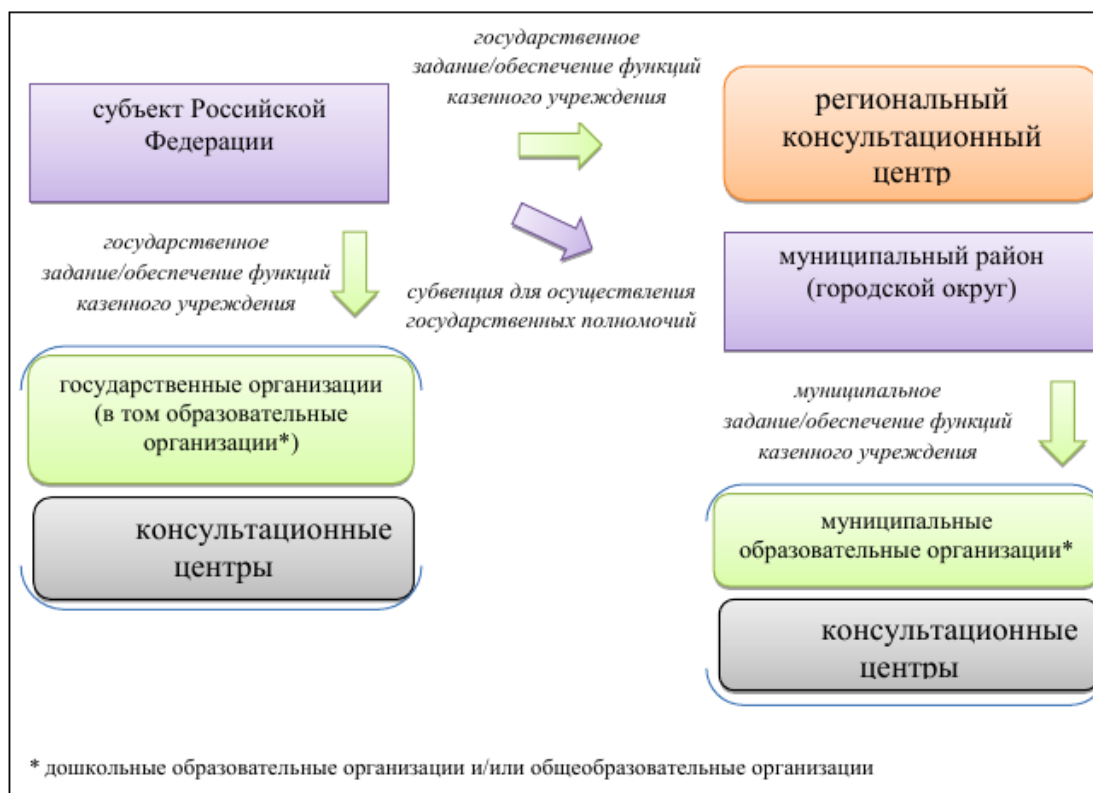 государственное
задание/обеспечение функций
казенного учреждения
субъект Российской
Федерации
региональный
консультационный
центр
государственное
задание/обеспечение функций
казенного учреждения
субвенция для осуществления
государственных полномочий
муниципальный район
(городской округ)
государственные организации
(в том образовательные
организации*)
консультационные
центры
муниципальное
задание/обеспечение функций
казенного учреждения
муниципальные
образовательные организации*
консультационные
центры
* дошкольные образовательные организации и/или общеобразовательные организации